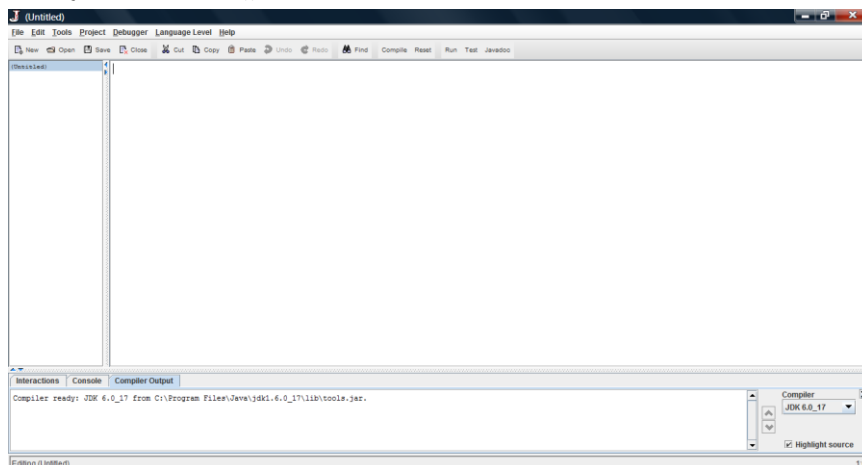 (Untitled)
File Edit Tools Project Debugger Language Level Help
New Open Save Close Cut Copy Paste Undo Redo Find Compile Reset Run Test Javadoc
(Untitled)
Interactions Console Compiler Output
Compiler ready: JDK 6.0_17 from C:\Program Files\Java\jdk1.6.0_17\lib\tools.jar.
Compiler
JDK 6.0_17
Highlight source
Editing (Untitled)